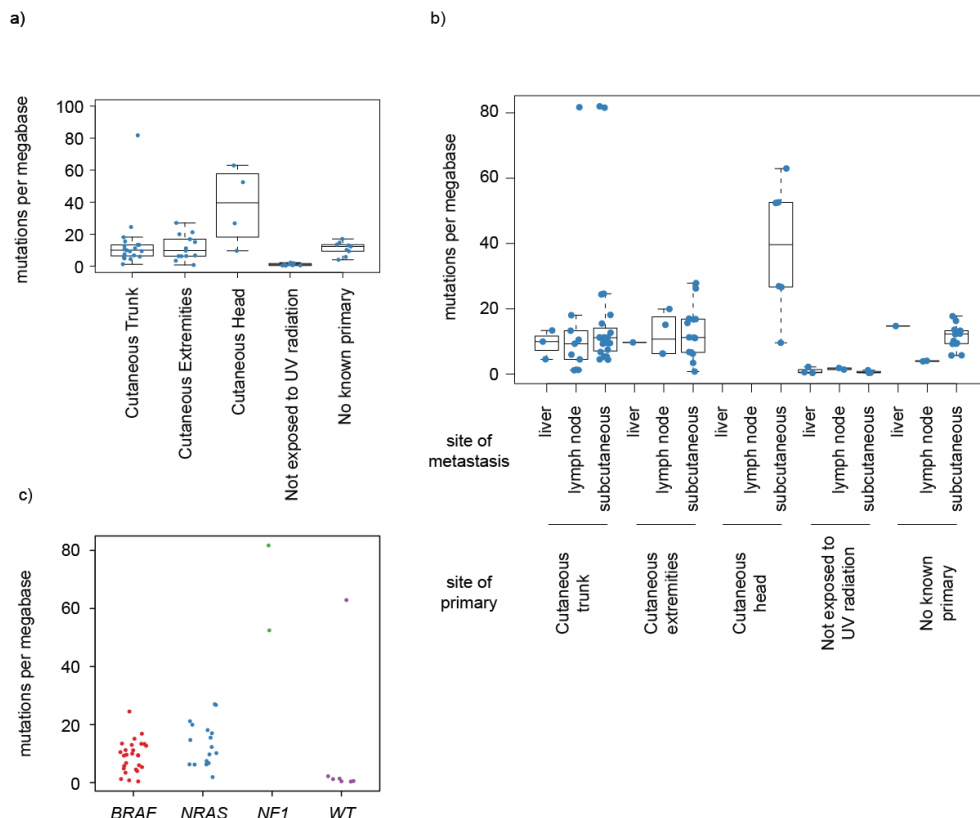 a)
mutations per megabase
100
80
60
40
20
0
Cutaneous Trunk
Cutaneous Extremities
Cutaneous Head
Not exposed to UV radiation
No known primary
b)
mutations per megabase
80
60
40
20
0
site of
metastasis
liver
lymph node
subcutaneous
liver
lymph node
subcutaneous
liver
lymph node
subcutaneous
liver
lymph node
subcutaneous
liver
lymph node
subcutaneous
site of
primary
Cutaneous
trunk
Cutaneous
extremities
Cutaneous
head
Not exposed to
UV radiation
No known
primary
c)
mutations per megabase
80
60
40
20
0
BRAF
NRAS
NF1
WT